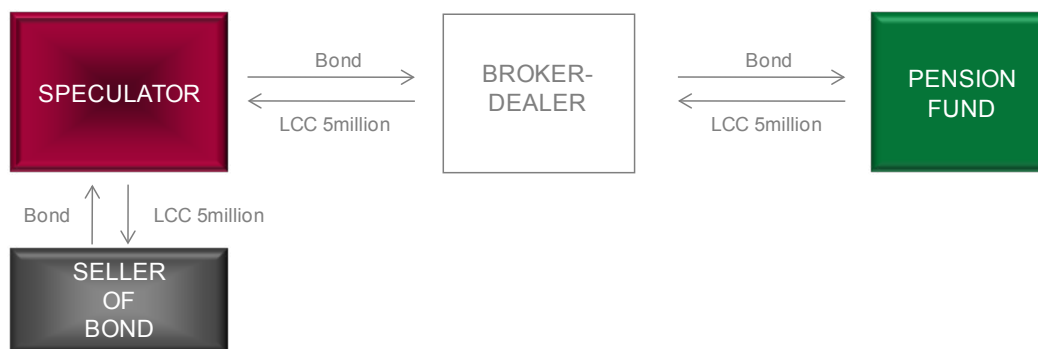 SPECULATOR
Bond
LCC 5million
BROKER-
DEALER
Bond
LCC 5million
PENSION
FUND
Bond
LCC 5million
SELLER
OF
BOND